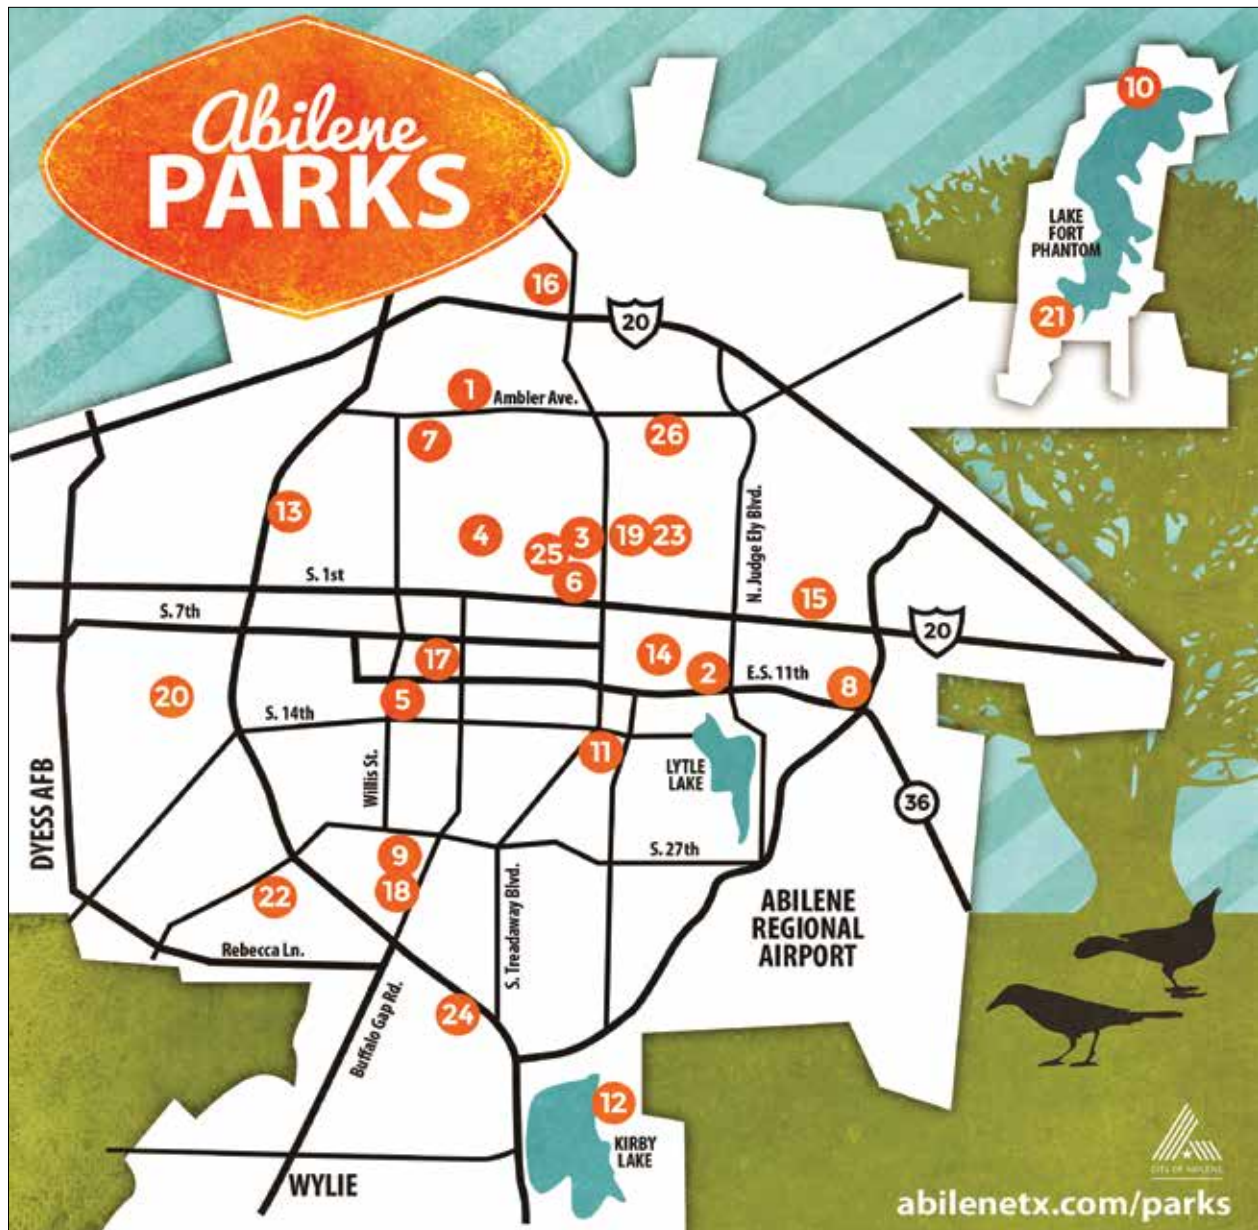 Abilene
PARKS
10
LAKE
FORT
PHANTOM
16
20
21
1
Ambler Ave.
7
26
13
4
3
19
23
25
6
N. Judge Ely Blvd.
S. 1st
15
S. 7th
20
17
14
2
E.S. 11th
8
20
5
S. 14th
11
LYTLE
LAKE
Willis St.
DYESS AFB
36
9
S. 27th
18
22
S. Treadaway Blvd.
ABILENE
REGIONAL
AIRPORT
Rebecca Ln.
Buffalo Gap Rd.
24
12
KIRBY
LAKE
WYLIE
CITY OF ABILENE
abilenetx.com/parks